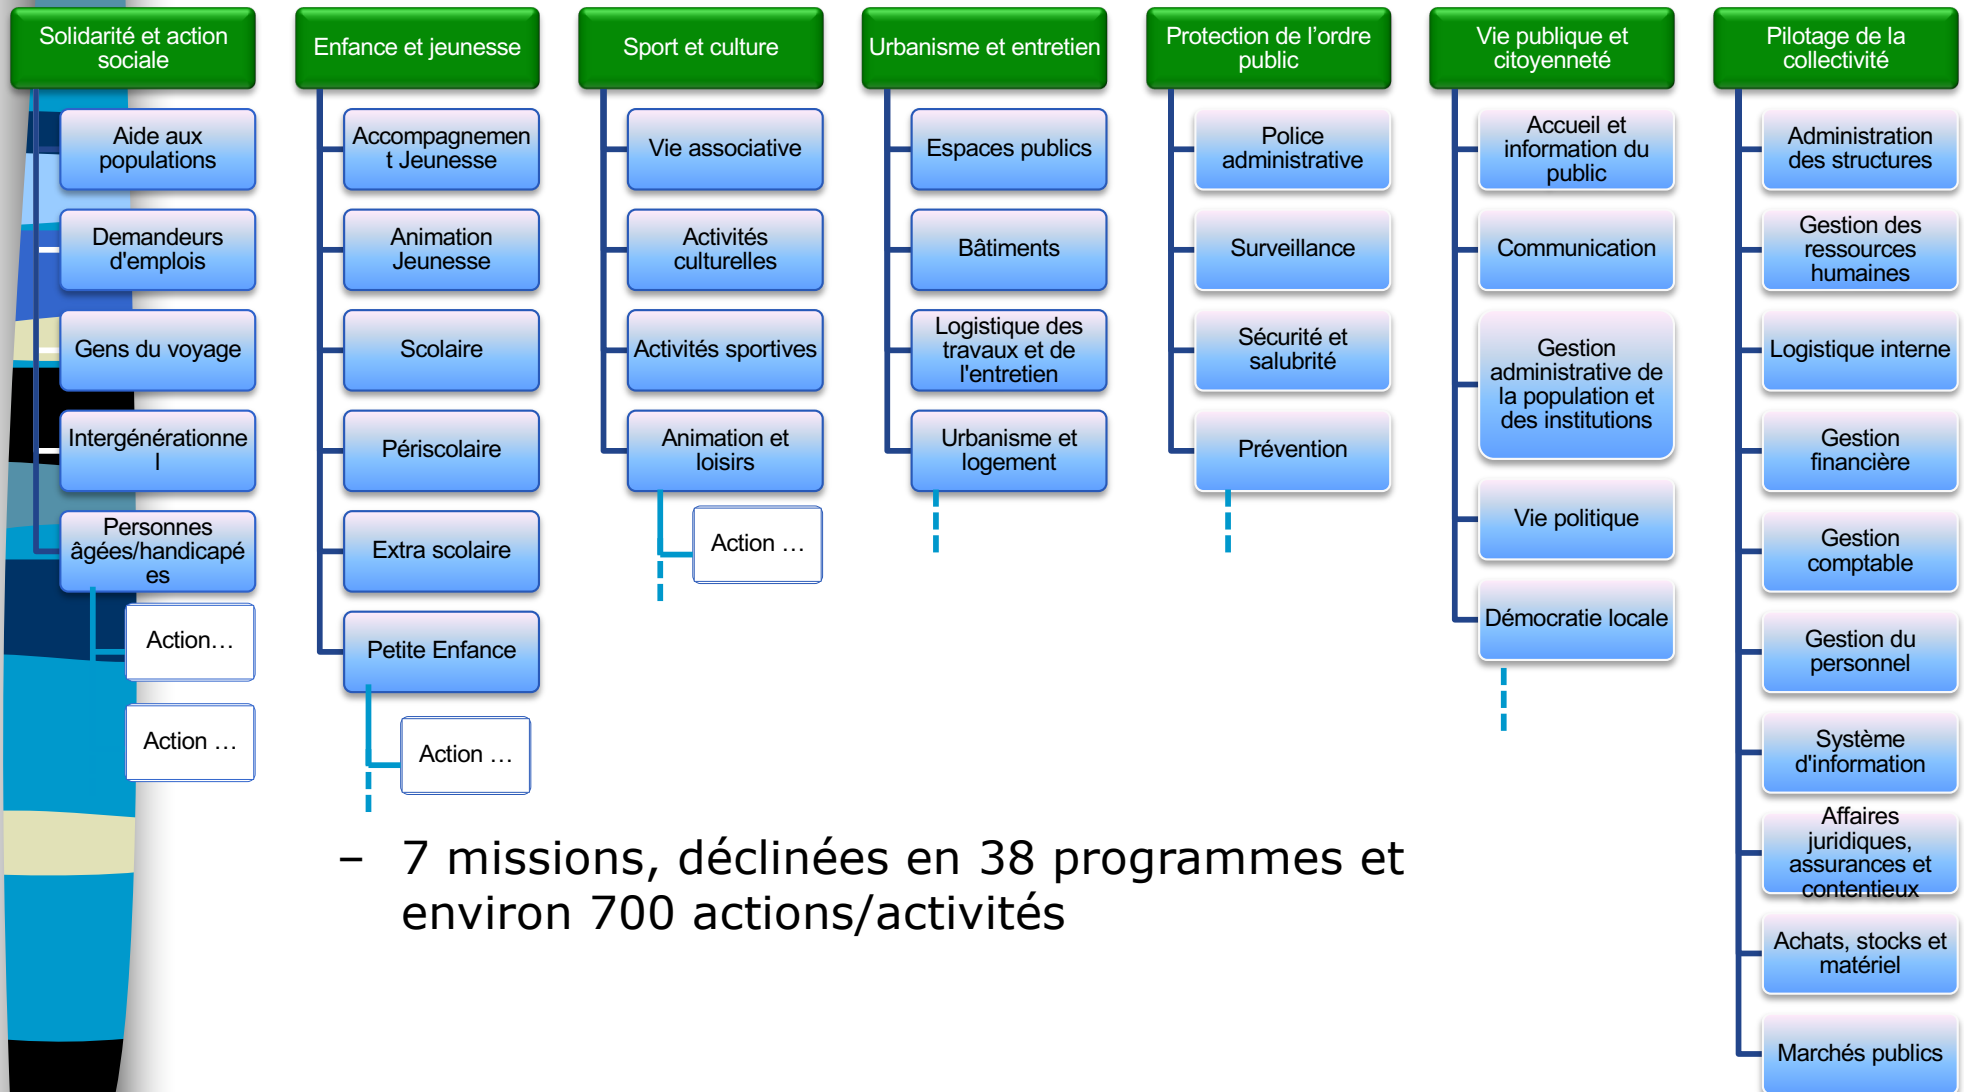 Solidarité et action
sociale
Aide aux
populations
Demandeurs
d'emplois
Gens du voyage
Intergénérationne
l
Personnes
âgées/handicapé
es
Action…
Action …
Enfance et jeunesse
Accompagnemen
t Jeunesse
Animation
Jeunesse
Scolaire
Périscolaire
Extra scolaire
Petite Enfance
Action …
Sport et culture
Vie associative
Activités
culturelles
Activités sportives
Animation et
loisirs
Action …
Urbanisme et entretien
Espaces publics
Bâtiments
Logistique des
travaux et de
l'entretien
Urbanisme et
logement
Protection de l’ordre
public
Police
administrative
Surveillance
Sécurité et
salubrité
Prévention
Vie publique et
citoyenneté
Accueil et
information du
public
Communication
Gestion
administrative de
la population et
des institutions
Vie politique
Démocratie locale
Pilotage de la
collectivité
Administration
des structures
Gestion des
ressources
humaines
Logistique interne
Gestion
financière
Gestion
comptable
Gestion du
personnel
Système
d'information
Affaires
juridiques,
assurances et
contentieux
Achats, stocks et
matériel
Marchés publics
– 7 missions, déclinées en 38 programmes et
environ 700 actions/activités